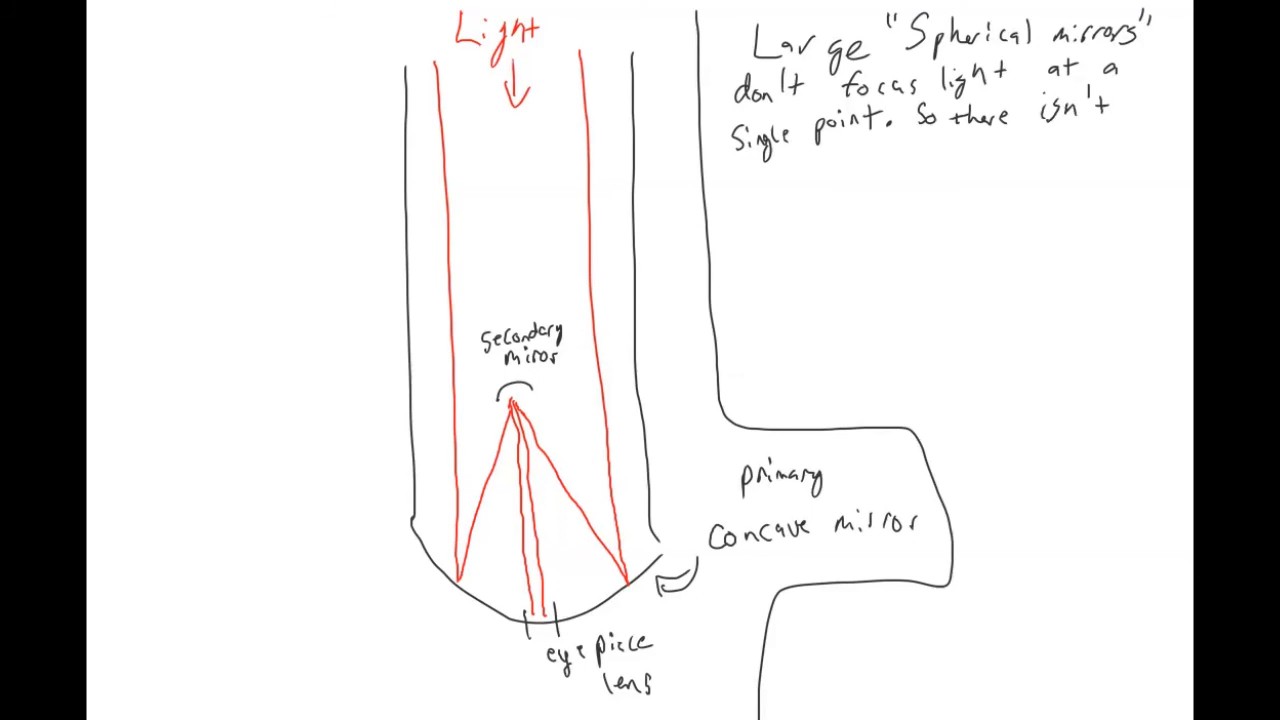 Light
Large "Spherical mirrors"
don't focus light at a
single point. So there isn't
secondary
miror
primary
Concave mirror
eye piece
lens